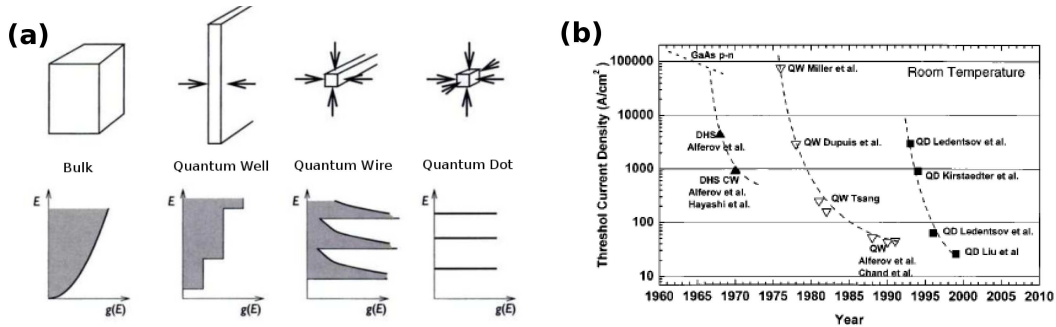 (a)
Bulk
Quantum Well
Quantum Wire
Quantum Dot
E
g(E)
E
g(E)
E
g(E)
E
g(E)
(b)
Threshol Current Density (A/cm²)
100000
10000
1000
100
10
GaAs p-n
Room Temperature
QW Miller et al.
DHS
Alferov et al.
QW Dupuis et al.
QD Ledentsov et al.
DHS CW
Alferov et al.
Hayashi et al.
QD Kirstaedter et al.
QW Tsang
QD Ledentsov et al.
QW
Alferov et al.
Chand et al.
QD Liu et al
1960 1965 1970 1975 1980 1985 1990 1995 2000 2005 2010
Year